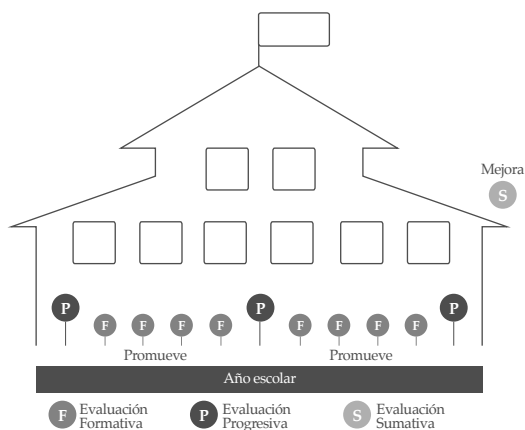 Mejora
S
P
F
F
F
F
P
F
F
F
F
P
Promueve
Promueve
Año escolar
F
Evaluación
Formativa
P
Evaluación
Progresiva
S
Evaluación
Sumativa